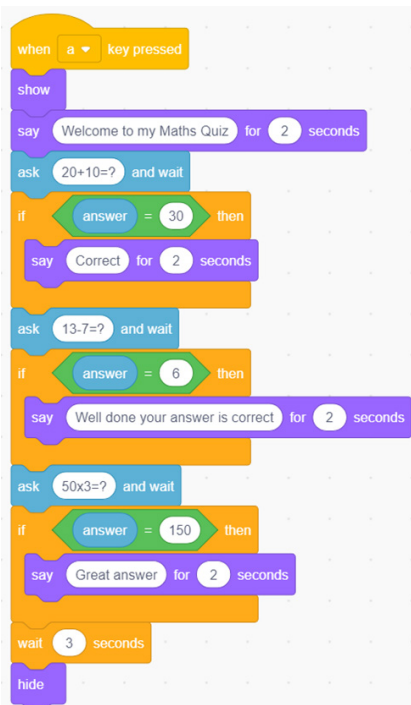 when a key pressed
show
say Welcome to my Maths Quiz for 2 seconds
ask 20+10=? and wait
if answer = 30 then
say Correct for 2 seconds
ask 13-7=? and wait
if answer = 6 then
say Well done your answer is correct for 2 seconds
ask 50x3=? and wait
if answer = 150 then
say Great answer for 2 seconds
wait 3 seconds
hide